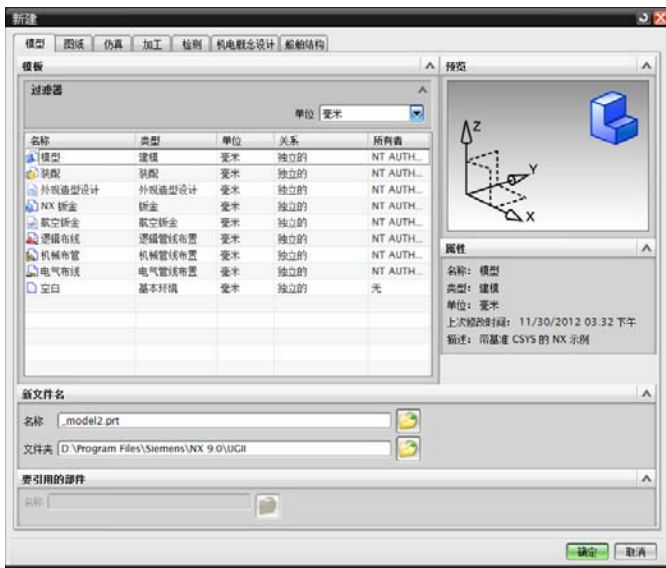 新建
模型 图纸 仿真 加工 检测 机电概念设计 船舶结构
模板
过滤器
单位 毫米
名称 类型 单位 关系 所有者
模型 建模 毫米 独立的 NT AUTH...
装配 装配 毫米 独立的 NT AUTH...
外观造型设计 外观造型设计 毫米 独立的 NT AUTH...
NX 钣金 钣金 毫米 独立的 NT AUTH...
航空钣金 航空钣金 毫米 独立的 NT AUTH...
逻辑布线 逻辑管线布置 毫米 独立的 NT AUTH...
机械布管 机械管线布置 毫米 独立的 NT AUTH...
电气布线 电气管线布置 毫米 独立的 NT AUTH...
空白 基本环境 毫米 独立的 无
预览
Z
Y
X
属性
名称: 模型
类型: 建模
单位: 毫米
上次修改时间: 11/30/2012 03:32 下午
描述: 带基准 CSYS 的 NX 示例
新文件名
名称 _model2.prt
文件夹 D:\Program Files\Siemens\NX 9.0\UGII
要引用的部件
名称
确定 取消